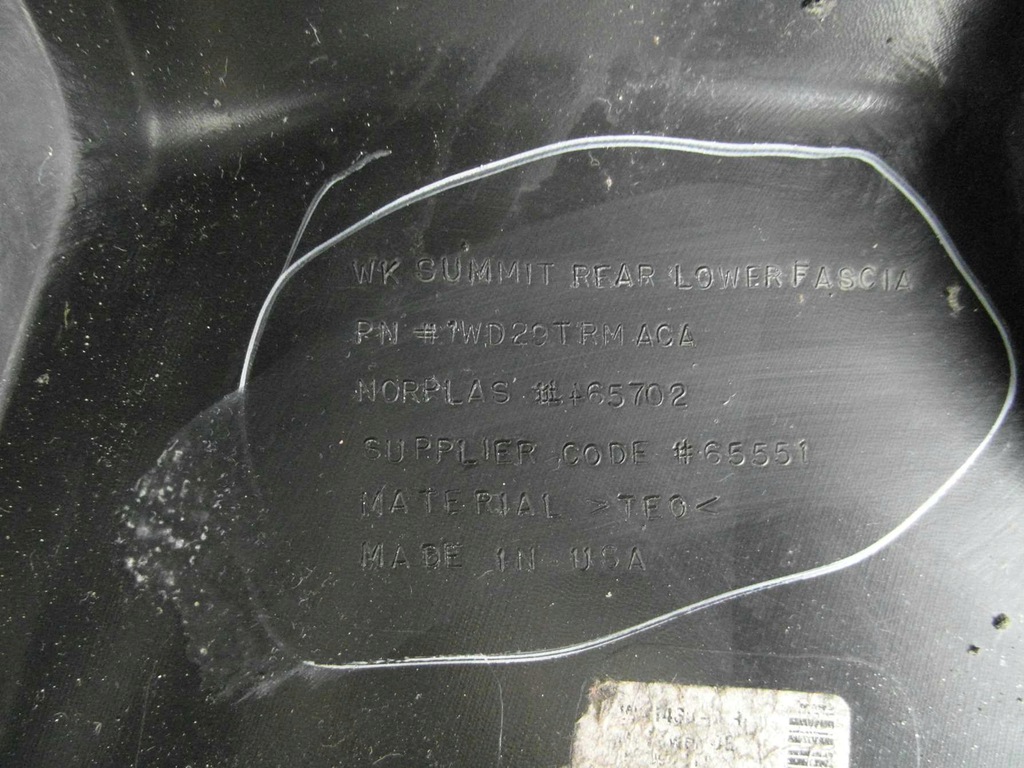 WK SUMMIT REAR LOWER FASCIA
PN #1WD29TRMACA
NORPLAS #465702
SUPPLIER CODE #65551
MATERIAL >TEO<
MADE IN USA